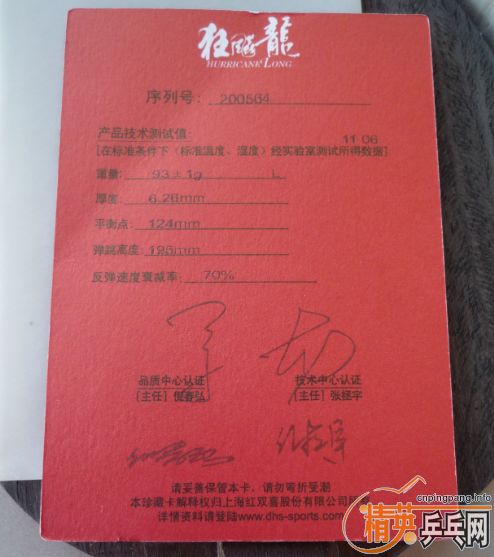 狂飚龍
HURRICANE LONG
序列号: 200564
产品技术测试值: 11 06
[在标准条件下（标准温度、湿度）经实验室测试所得数据]
重量: 93±1g L
厚度: 6.26mm
平衡点: 124mm
弹跳高度: 195mm
反弹速度衰减率: 70%
品质中心认证 技术中心认证
[主任] 倪春弘 [主任] 张经宇
请妥善保管本卡，请勿弯折受潮
本珍藏卡解释权归上海红双喜股份有限公司所有
详情资料请登陆www.dhs-sports.com
cnpingpang.info
精英乒乓网